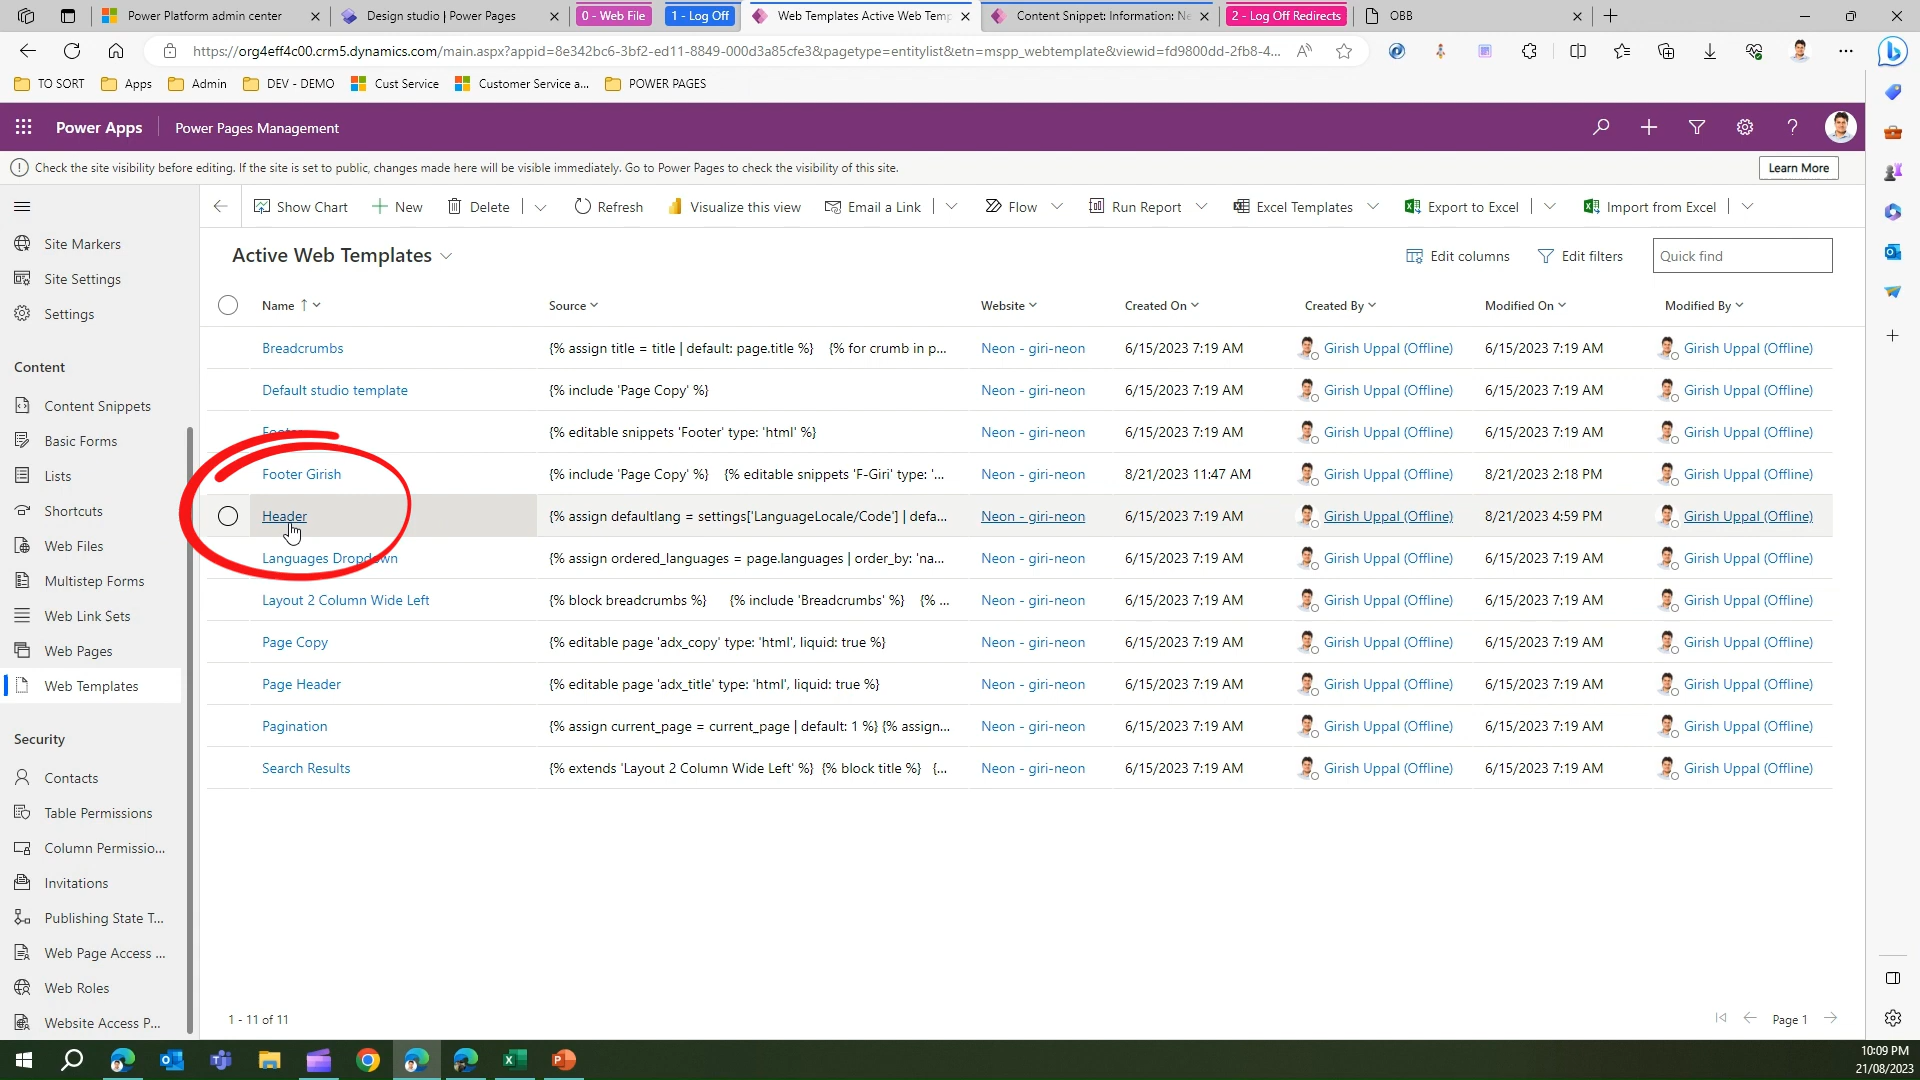 Power Platform admin center
Design studio | Power Pages
0 - Web File
1 - Log Off
Web Templates Active Web Temp
Content Snippet: Information: Ne
2 - Log Off Redirects
OBB
https://org4eff4c00.crm5.dynamics.com/main.aspx?appid=8e342bc6-3bf2-ed11-8849-000d3a85cfe3&pagetype=entitylist&etn=mspp_webtemplate&viewid=fd9800dd-2fb8-4...
TO SORT
Apps
Admin
DEV - DEMO
Cust Service
Customer Service a...
POWER PAGES
Power Apps
Power Pages Management
Check the site visibility before editing. If the site is set to public, changes made here will be visible immediately. Go to Power Pages to check the visibility of this site.
Learn More
Show Chart
New
Delete
Refresh
Visualize this view
Email a Link
Flow
Run Report
Excel Templates
Export to Excel
Import from Excel
Site Markers
Site Settings
Settings
Content
Content Snippets
Basic Forms
Lists
Shortcuts
Web Files
Multistep Forms
Web Link Sets
Web Pages
Web Templates
Security
Contacts
Table Permissions
Column Permissio...
Invitations
Publishing State T...
Web Page Access ...
Web Roles
Website Access P...
Active Web Templates
Edit columns
Edit filters
Quick find
Name Source Website Created On Created By Modified On Modified By
Breadcrumbs {% assign title = title | default: page.title %} {% for crumb in p... Neon - giri-neon 6/15/2023 7:19 AM Girish Uppal (Offline) 6/15/2023 7:19 AM Girish Uppal (Offline)
Default studio template {% include 'Page Copy' %} Neon - giri-neon 6/15/2023 7:19 AM Girish Uppal (Offline) 6/15/2023 7:19 AM Girish Uppal (Offline)
Footer {% editable snippets 'Footer' type: 'html' %} Neon - giri-neon 6/15/2023 7:19 AM Girish Uppal (Offline) 6/15/2023 7:19 AM Girish Uppal (Offline)
Footer Girish {% include 'Page Copy' %} {% editable snippets 'F-Giri' type: '... Neon - giri-neon 8/21/2023 11:47 AM Girish Uppal (Offline) 8/21/2023 2:18 PM Girish Uppal (Offline)
Header {% assign defaultlang = settings['LanguageLocale/Code'] | defa... Neon - giri-neon 6/15/2023 7:19 AM Girish Uppal (Offline) 8/21/2023 4:59 PM Girish Uppal (Offline)
Languages Dropdown {% assign ordered_languages = page.languages | order_by: 'na... Neon - giri-neon 6/15/2023 7:19 AM Girish Uppal (Offline) 6/15/2023 7:19 AM Girish Uppal (Offline)
Layout 2 Column Wide Left {% block breadcrumbs %} {% include 'Breadcrumbs' %} {% ... Neon - giri-neon 6/15/2023 7:19 AM Girish Uppal (Offline) 6/15/2023 7:19 AM Girish Uppal (Offline)
Page Copy {% editable page 'adx_copy' type: 'html', liquid: true %} Neon - giri-neon 6/15/2023 7:19 AM Girish Uppal (Offline) 6/15/2023 7:19 AM Girish Uppal (Offline)
Page Header {% editable page 'adx_title' type: 'html', liquid: true %} Neon - giri-neon 6/15/2023 7:19 AM Girish Uppal (Offline) 6/15/2023 7:19 AM Girish Uppal (Offline)
Pagination {% assign current_page = current_page | default: 1 %} {% assign... Neon - giri-neon 6/15/2023 7:19 AM Girish Uppal (Offline) 6/15/2023 7:19 AM Girish Uppal (Offline)
Search Results {% extends 'Layout 2 Column Wide Left' %} {% block title %} {... Neon - giri-neon 6/15/2023 7:19 AM Girish Uppal (Offline) 6/15/2023 7:19 AM Girish Uppal (Offline)
1 - 11 of 11
Page 1
10:09 PM
21/08/2023